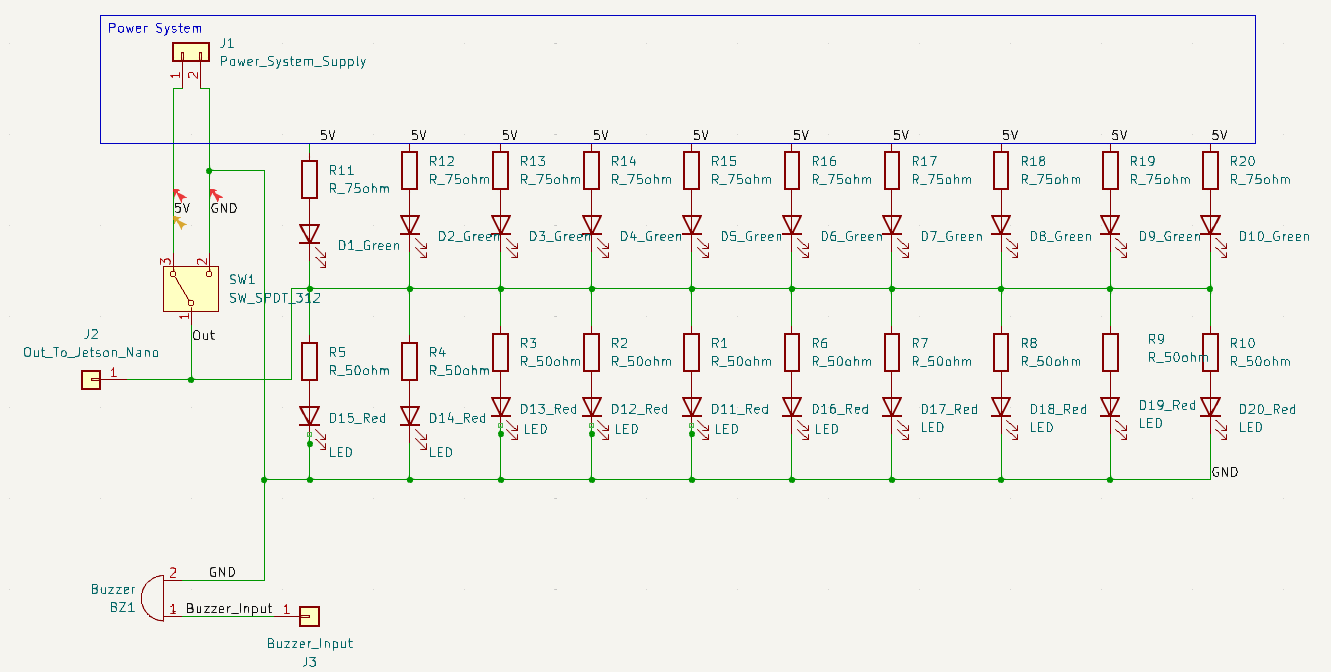 Power System
J1
Power_System_Supply
1 2
5V 5V 5V 5V 5V 5V 5V 5V 5V 5V
R11 R12 R13 R14 R15 R16 R17 R18 R19 R20
R_75ohm R_75ohm R_75ohm R_75ohm R_75ohm R_75ohm R_75ohm R_75ohm R_75ohm R_75ohm
5V GND
D1_Green D2_Green D3_Green D4_Green D5_Green D6_Green D7_Green D8_Green D9_Green D10_Green
3 2
SW1
SW_SPDT_312
1
Out
J2
Out_To_Jetson_Nano
1
R5 R4 R3 R2 R1 R6 R7 R8 R9 R10
R_50ohm R_50ohm R_50ohm R_50ohm R_50ohm R_50ohm R_50ohm R_50ohm R_50ohm R_50ohm
D15_Red D14_Red D13_Red D12_Red D11_Red D16_Red D17_Red D18_Red D19_Red D20_Red
LED LED LED LED LED LED LED LED LED LED
GND
2 GND
Buzzer
BZ1
1 Buzzer_Input 1
Buzzer_Input
J3